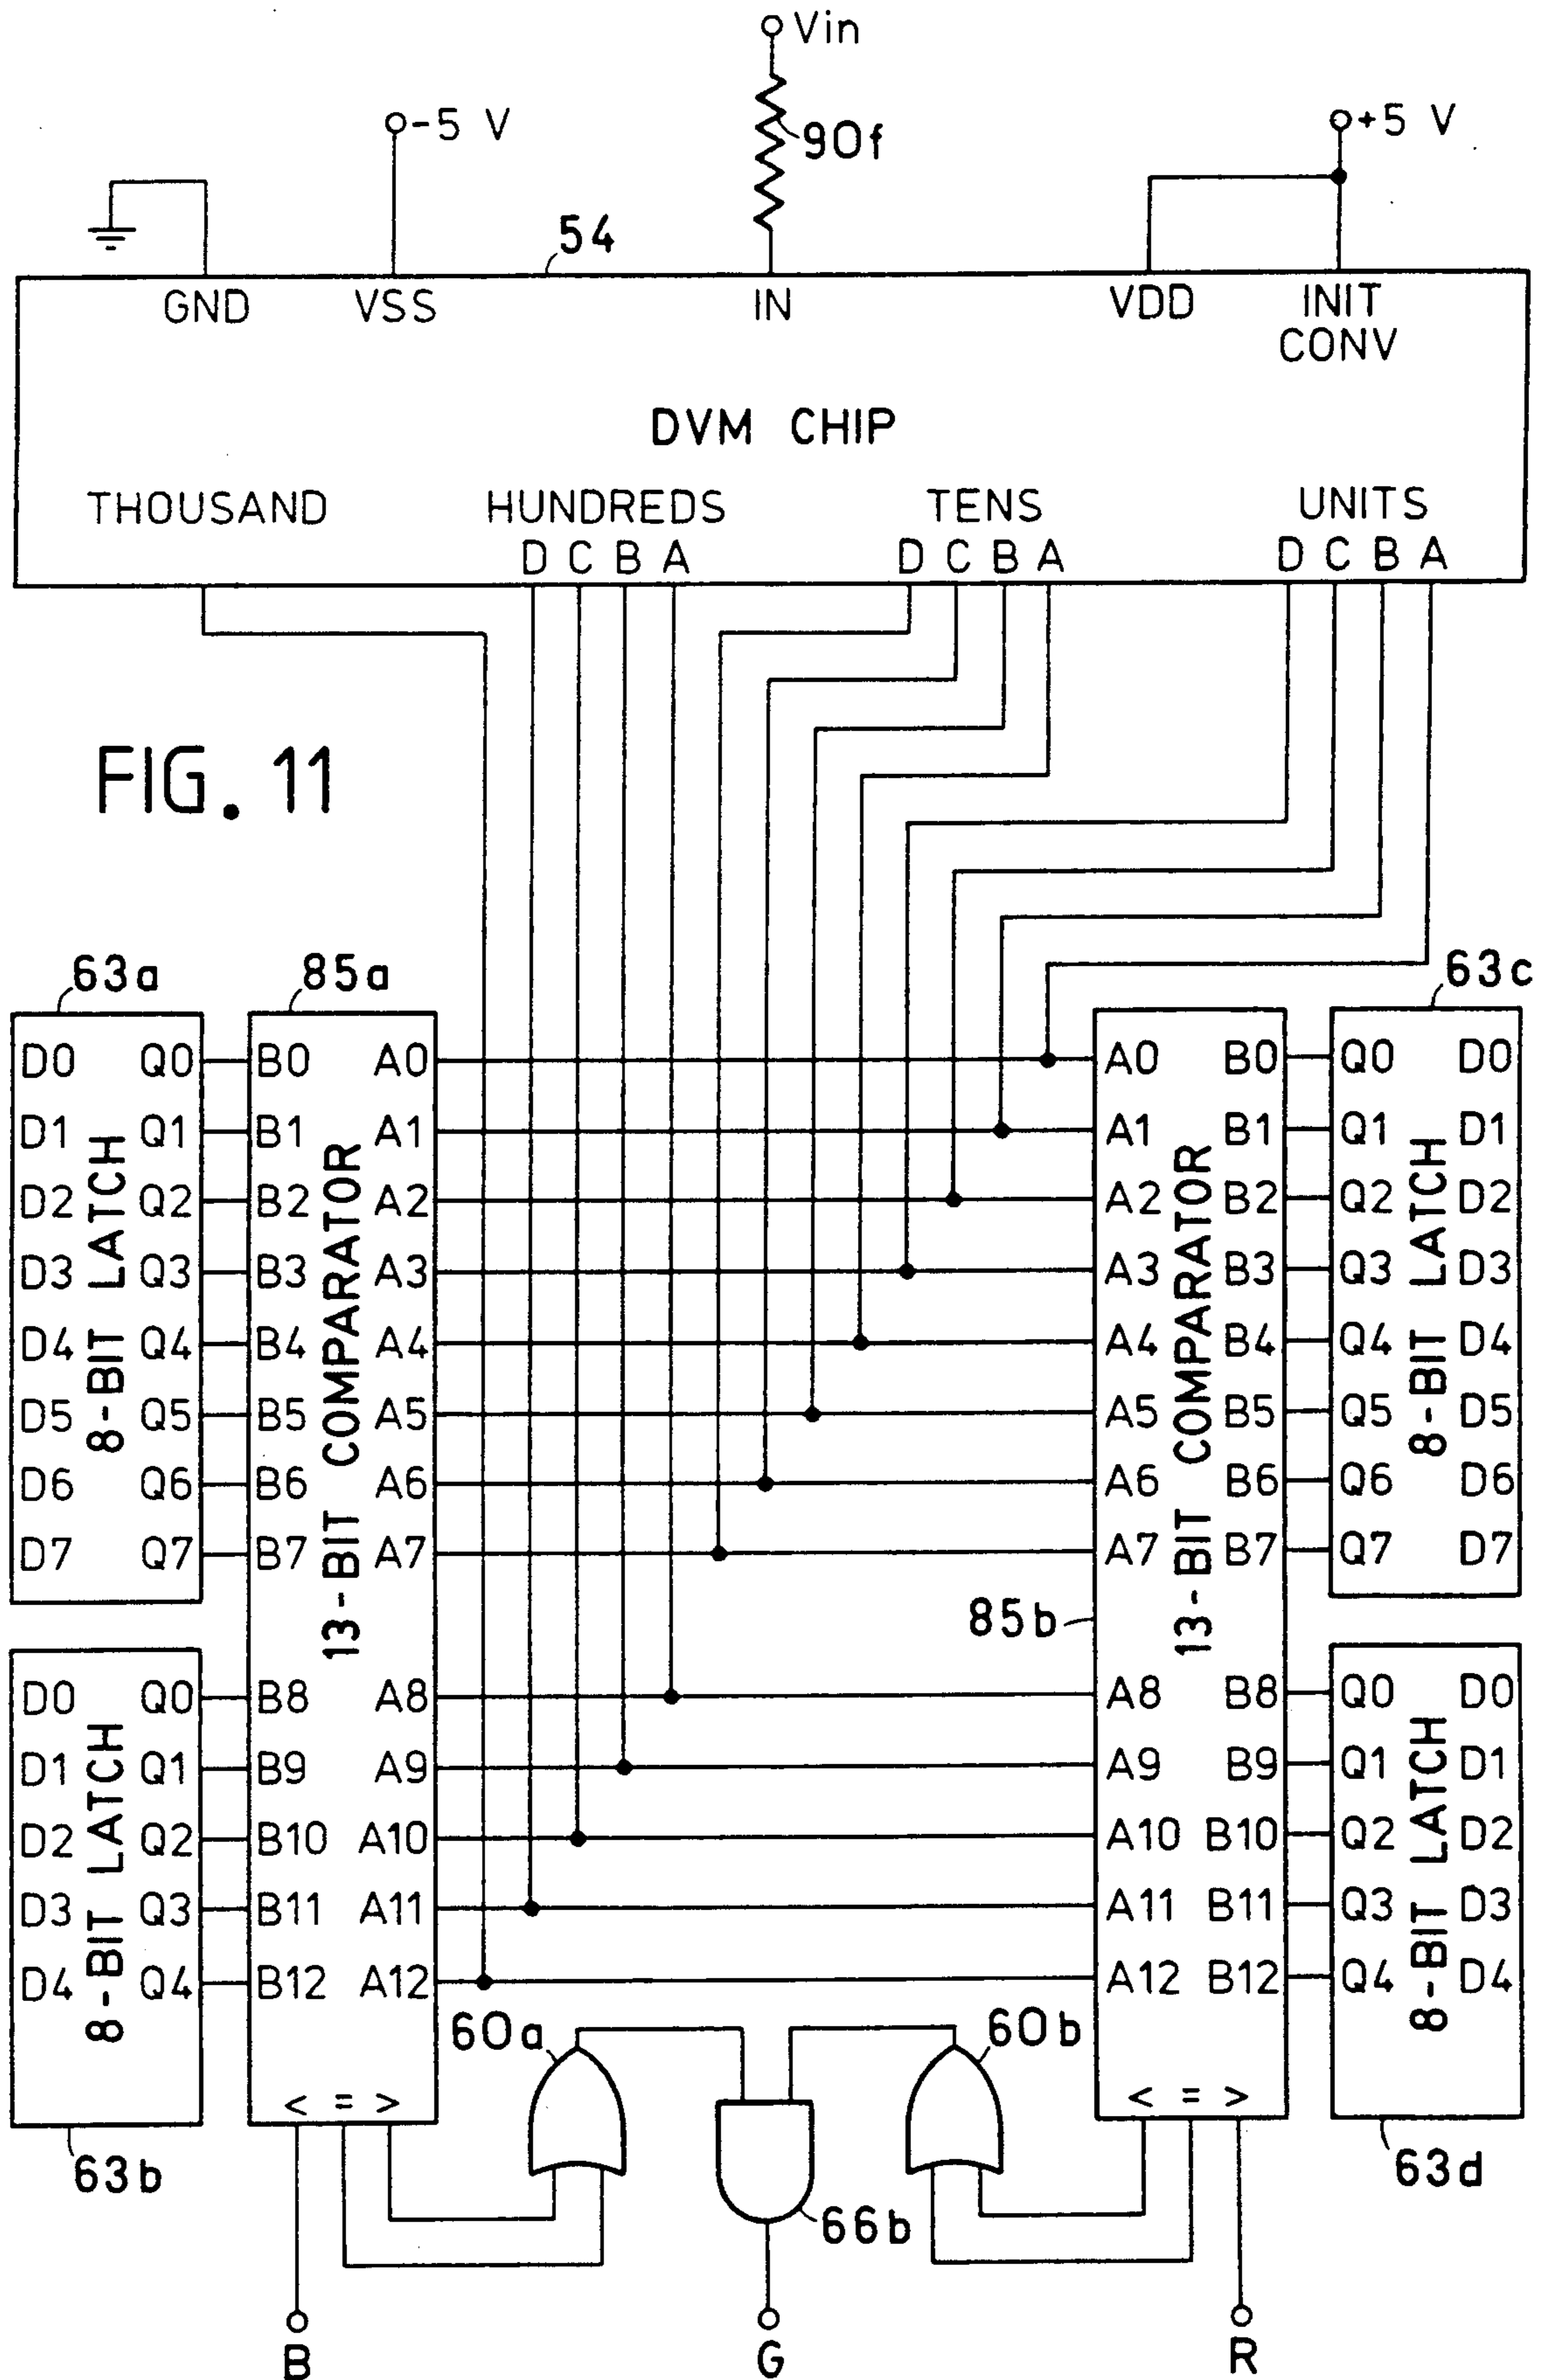 Vin
-5 V
90f
+5 V
54
GND VSS IN VDD INIT
CONV
DVM CHIP
THOUSAND HUNDREDS TENS UNITS
D C B A D C B A D C B A
FIG. 11
63a 85a 63c
D0 Q0 B0 A0 A0 B0 Q0 D0
D1 Q1 B1 A1 A1 B1 Q1 D1
D2 Q2 B2 A2 A2 B2 Q2 D2
D3 Q3 B3 A3 A3 B3 Q3 D3
D4 Q4 B4 A4 A4 B4 Q4 D4
D5 Q5 B5 A5 A5 B5 Q5 D5
D6 Q6 B6 A6 A6 B6 Q6 D6
D7 Q7 B7 A7 A7 B7 Q7 D7
8-BIT LATCH
13-BIT COMPARATOR
13-BIT COMPARATOR
8-BIT LATCH
85b
D0 Q0 B8 A8 A8 B8 Q0 D0
D1 Q1 B9 A9 A9 B9 Q1 D1
D2 Q2 B10 A10 A10 B10 Q2 D2
D3 Q3 B11 A11 A11 B11 Q3 D3
D4 Q4 B12 A12 A12 B12 Q4 D4
8-BIT LATCH
8-BIT LATCH
60a 60b
< = > < = >
63b 66b 63d
B G R